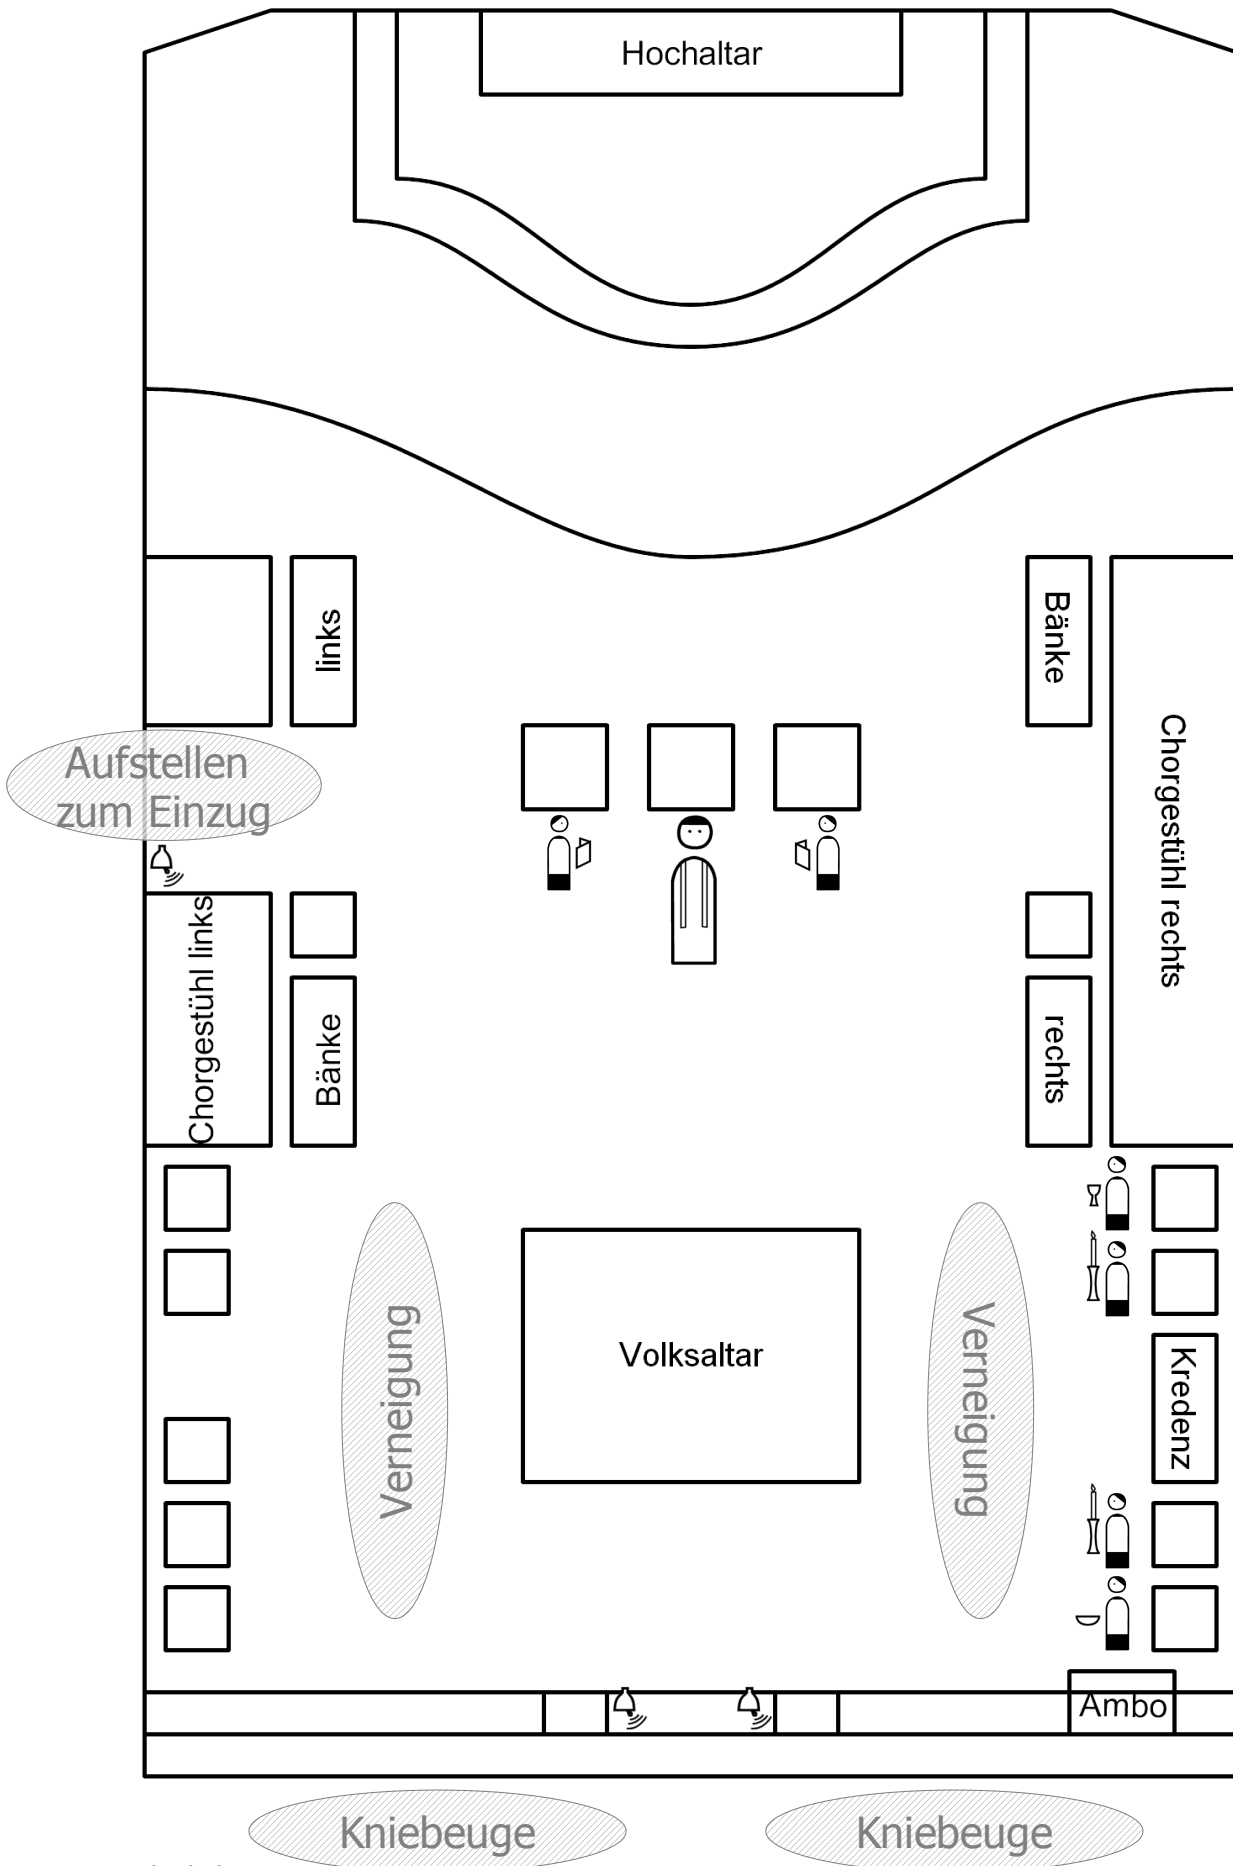 Hochaltar
links
Bänke
Chorgestühl rechts
Aufstellen
zum Einzug
Chorgestühl links
Bänke
rechts
Verneigung
Volksaltar
Verneigung
Kredenz
Ambo
Kniebeuge
Kniebeuge